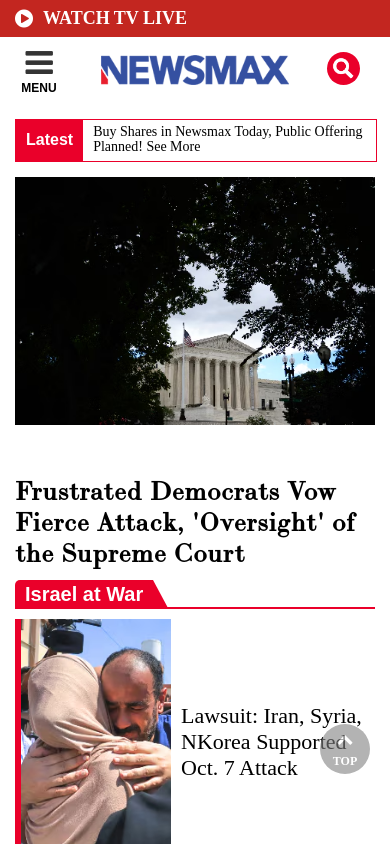 WATCH TV LIVE
MENU
NEWSMAX
Latest
Buy Shares in Newsmax Today, Public Offering
Planned! See More
Frustrated Democrats Vow
Fierce Attack, 'Oversight' of
the Supreme Court
Israel at War
Lawsuit: Iran, Syria,
NKorea Supported
Oct. 7 Attack
TOP